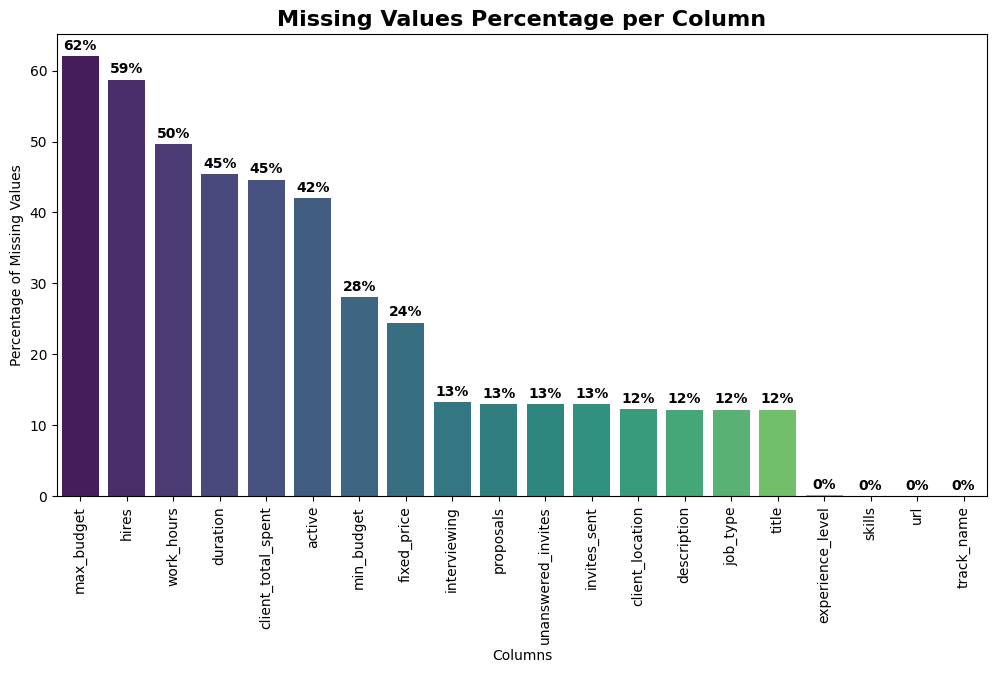 Missing Values Percentage per Column
Percentage of Missing Values
60
50
40
30
20
10
0
62%
59%
50%
45%
45%
42%
28%
24%
13%
13%
13%
13%
12%
12%
12%
12%
0%
0%
0%
0%
max_budget
hires
work_hours
duration
client_total_spent
active
min_budget
fixed_price
interviewing
proposals
unanswered_invites
invites_sent
client_location
description
job_type
title
experience_level
skills
url
track_name
Columns